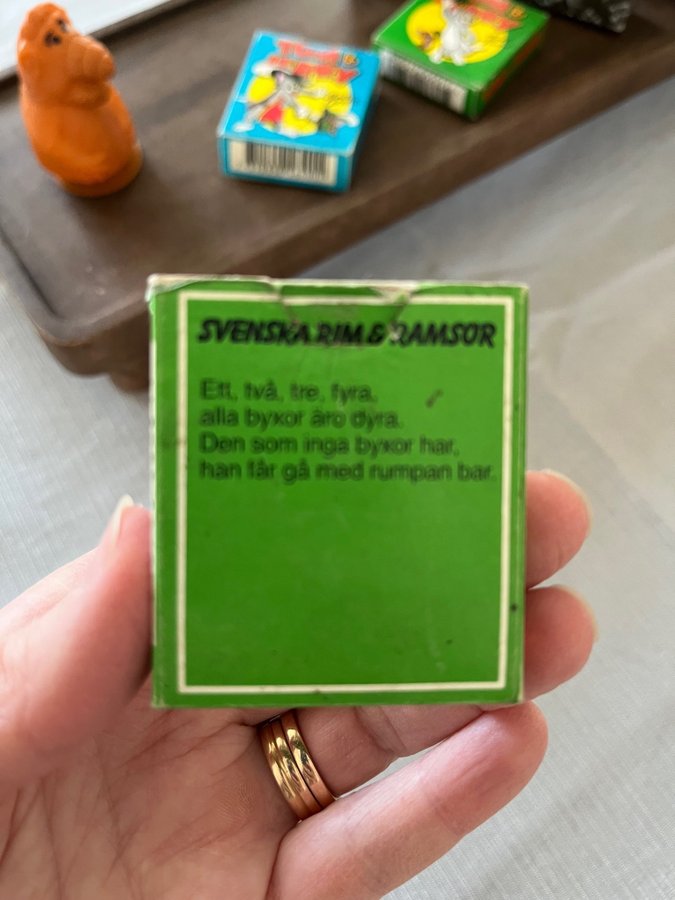 SVENSKA RIM & RAMSOR
Ett, två, tre, fyra,
alla byxor äro dyra.
Den som inga byxor har,
han får gå med rumpan bar.